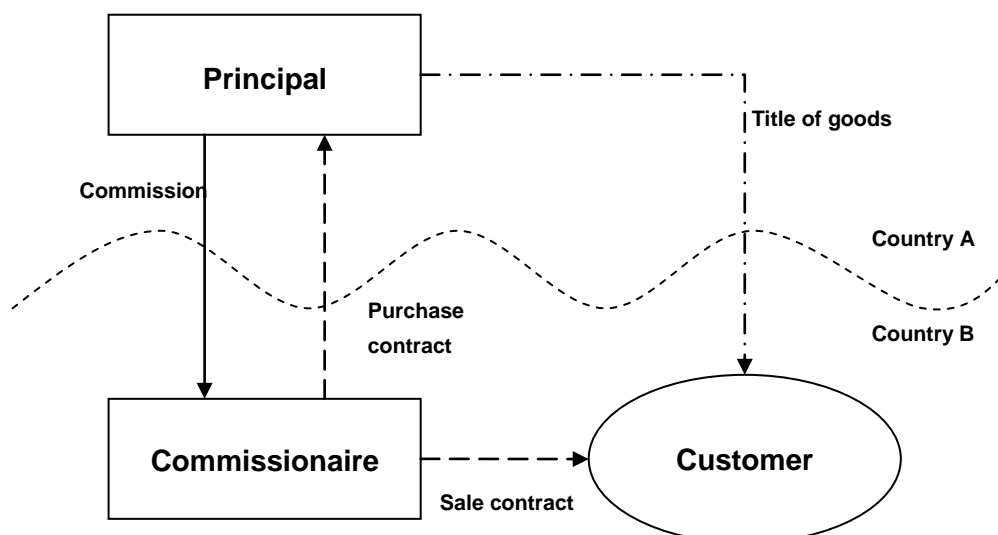 Principal
Title of goods
Commission
Country A
Purchase
contract
Country B
Commissionaire
Customer
Sale contract